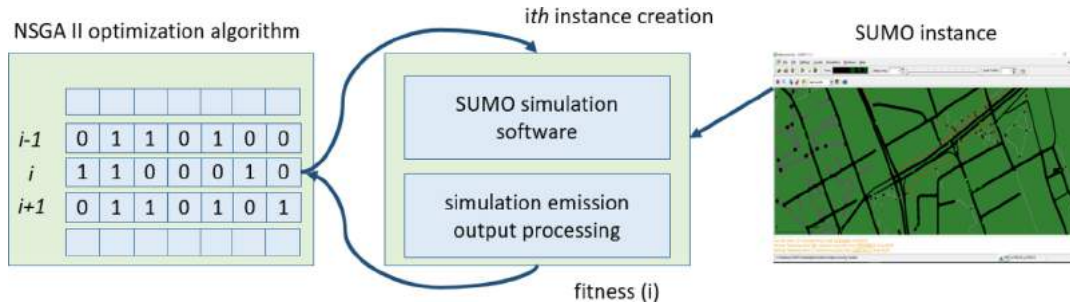 NSGA II optimization algorithm
ith instance creation
SUMO instance
SUMO simulation
software
i-1 0 1 1 0 1 0 0
i 1 1 0 0 0 1 0
i+1 0 1 1 0 1 0 1
simulation emission
output processing
fitness (i)